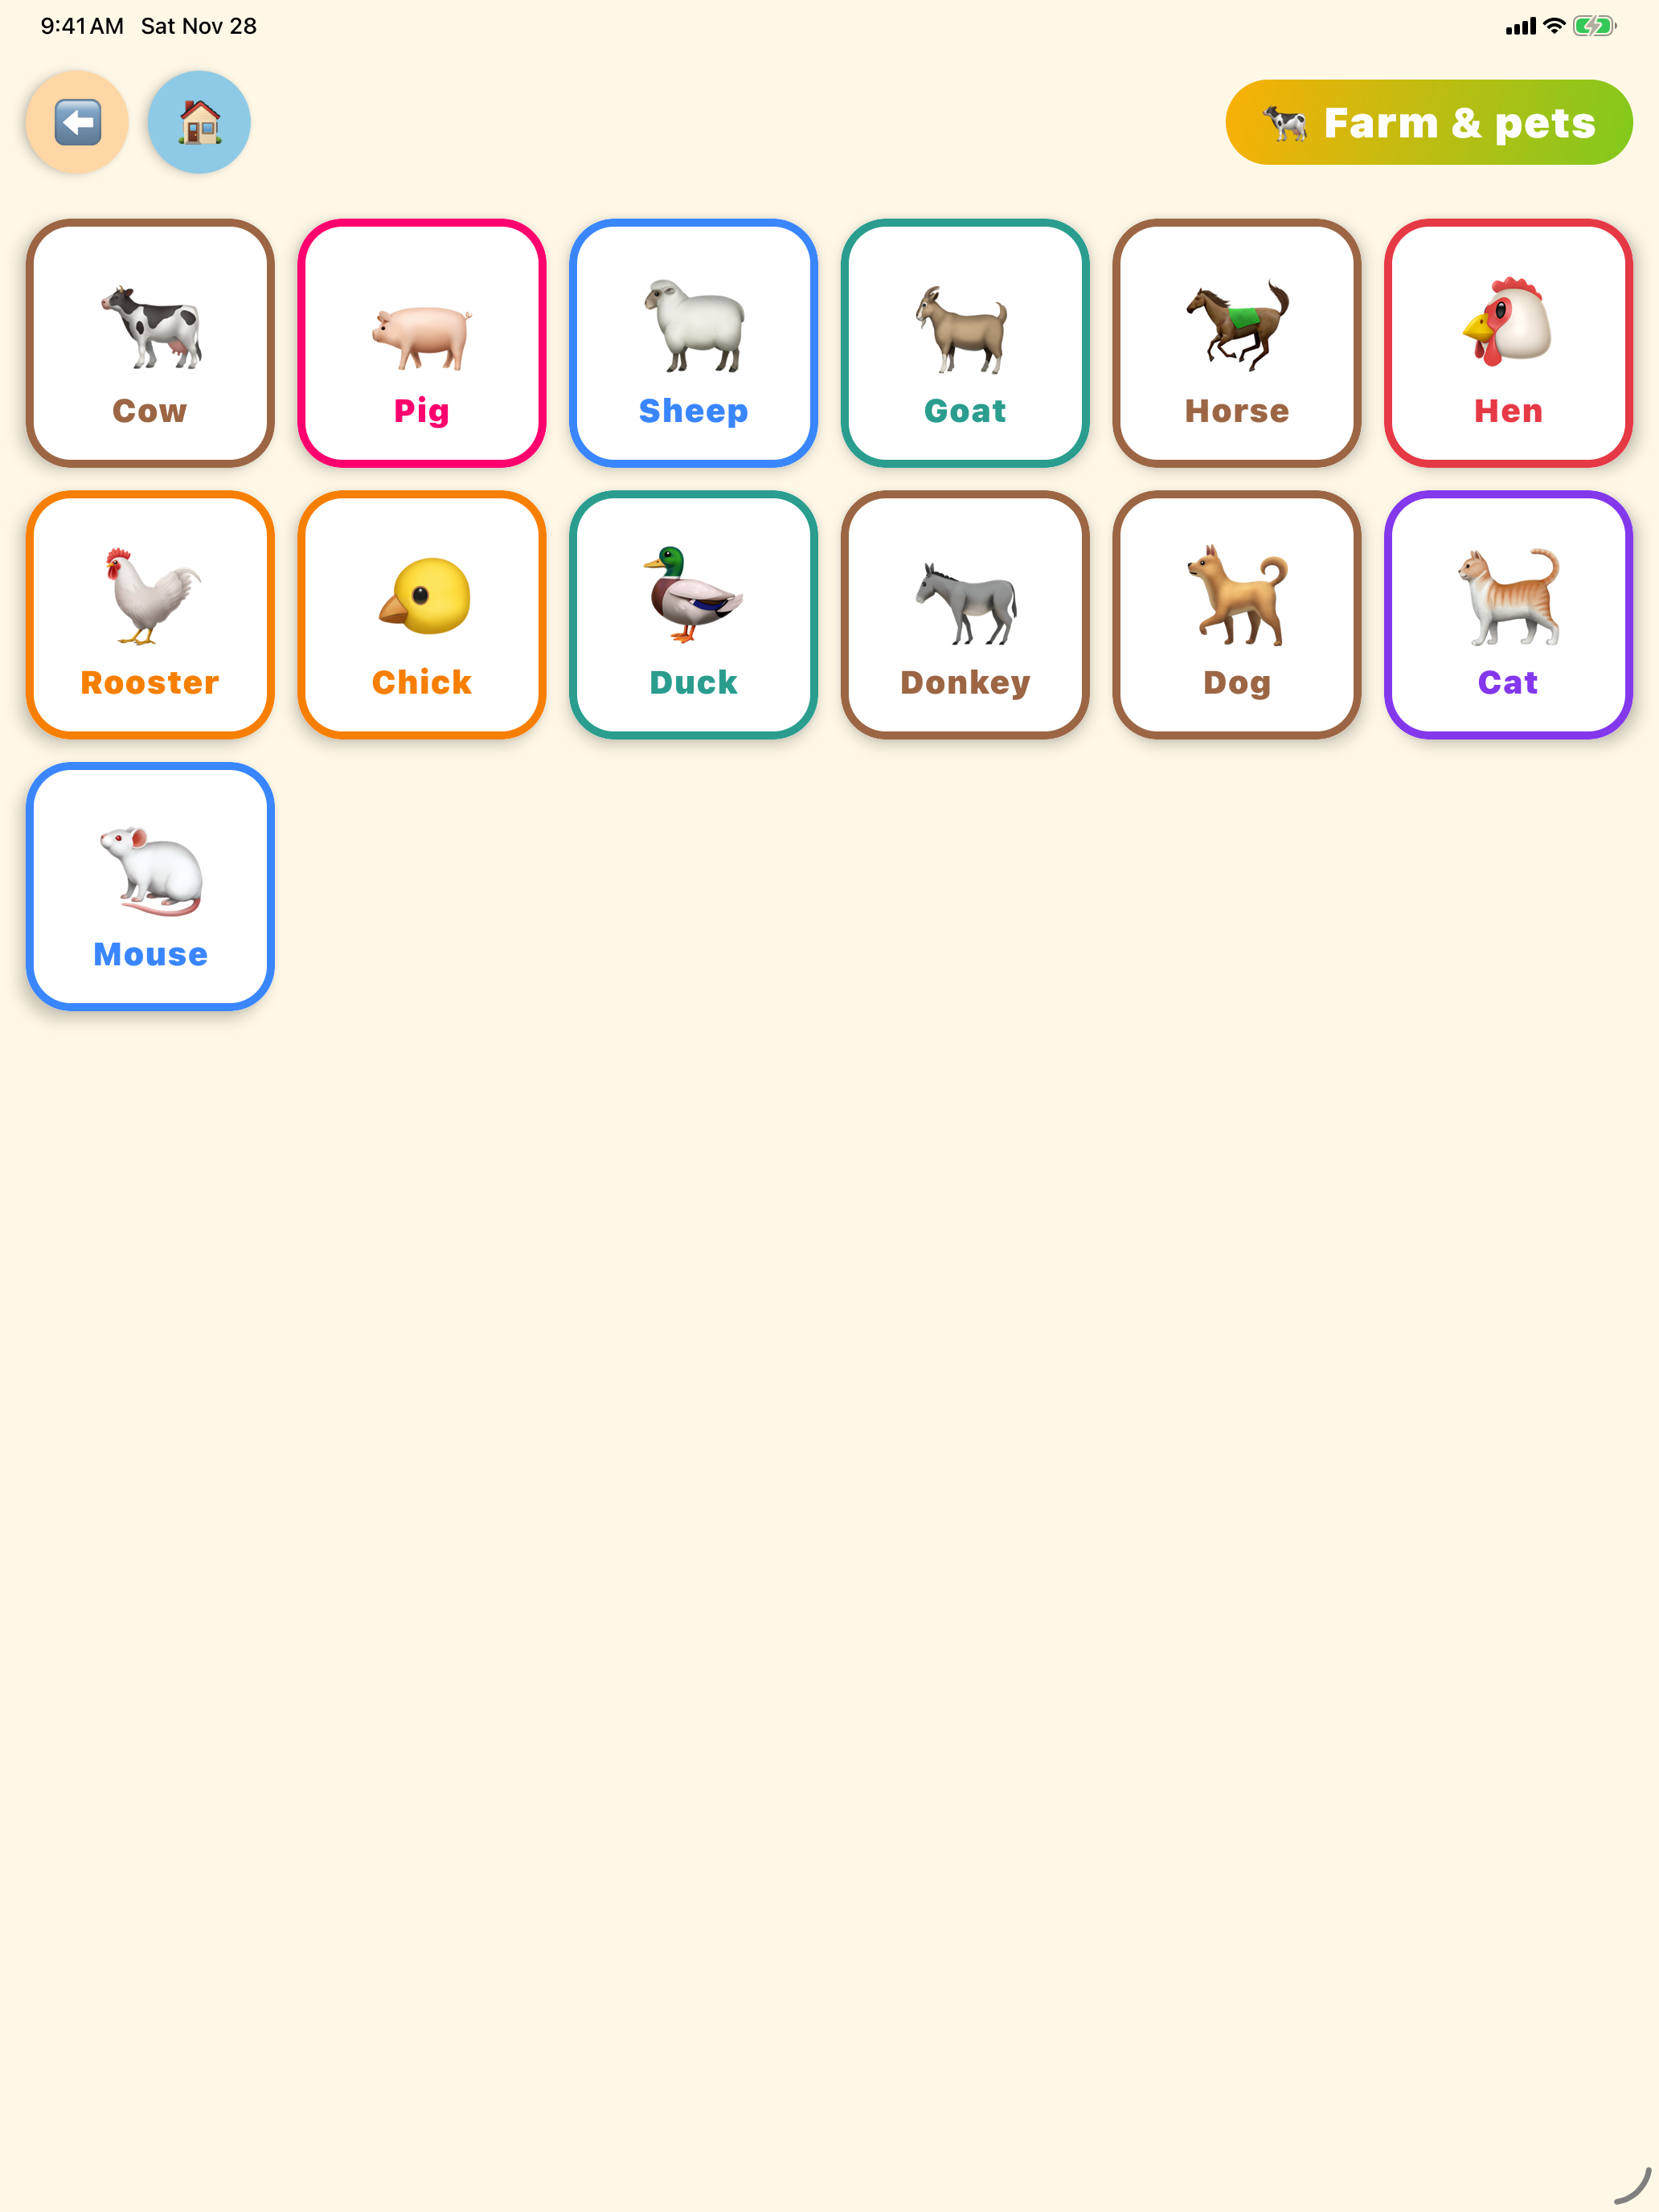 9:41 AM Sat Nov 28
Farm & pets
Cow
Pig
Sheep
Goat
Horse
Hen
Rooster
Chick
Duck
Donkey
Dog
Cat
Mouse